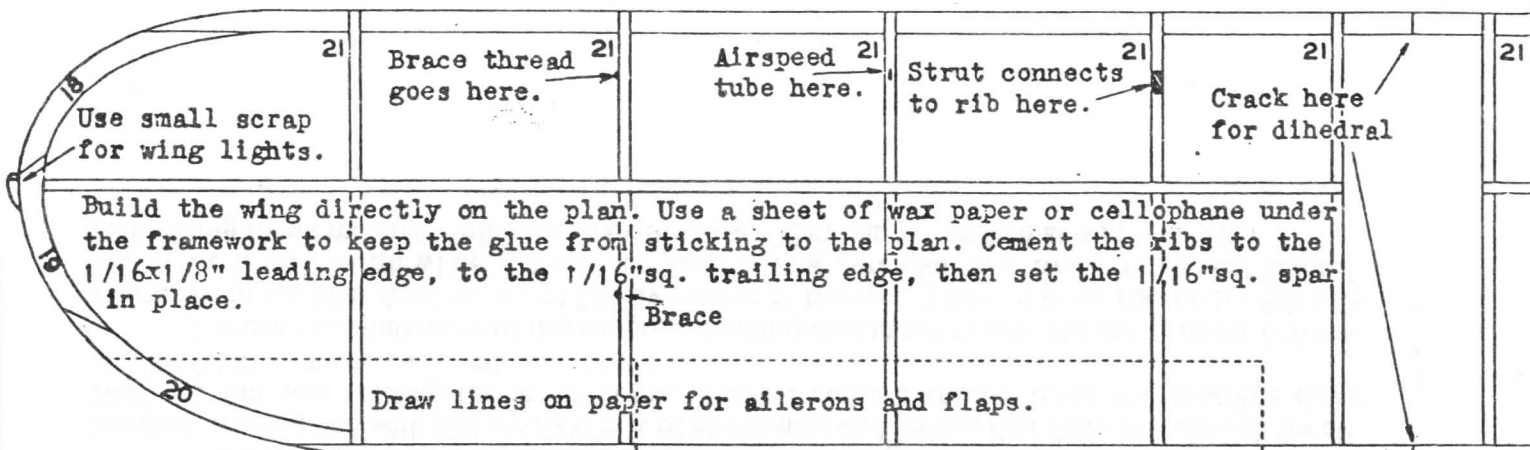 21
21
21
21
21
18
Brace thread
goes here.
Airspeed
tube here.
Strut connects
to rib here.
Crack here
for dihedral
Use small scrap
for wing lights.
Build the wing directly on the plan. Use a sheet of wax paper or cellophane under
the framework to keep the glue from sticking to the plan. Cement the ribs to the
1/16x1/8" leading edge, to the 1/16"sq. trailing edge, then set the 1/16"sq. spar
in place.
19
Brace
20
Draw lines on paper for ailerons and flaps.